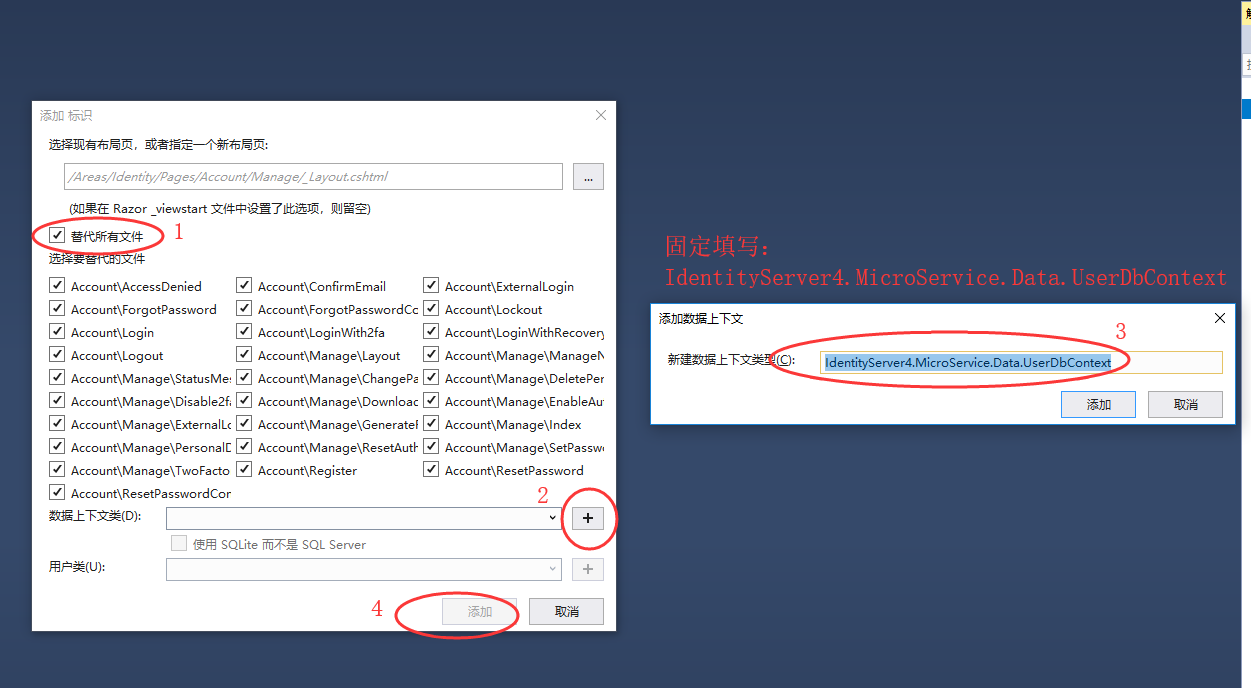 添加 标识
选择现有布局页，或者指定一个新布局页:
/Areas/Identity/Pages/Account/Manage/_Layout.cshtml
...
(如果在 Razor _viewstart 文件中设置了此选项，则留空)
替代所有文件
1
选择要替代的文件
Account\AccessDenied Account\ConfirmEmail Account\ExternalLogin
Account\ForgotPassword Account\ForgotPasswordCo Account\Lockout
Account\Login Account\LoginWith2fa Account\LoginWithRecovery
Account\Logout Account\Manage\Layout Account\Manage\ManageN
Account\Manage\StatusMes Account\Manage\ChangePa Account\Manage\DeletePer
Account\Manage\Disable2fa Account\Manage\Downloac Account\Manage\EnableAut
Account\Manage\ExternalLo Account\Manage\GenerateR Account\Manage\Index
Account\Manage\PersonalD Account\Manage\ResetAuth Account\Manage\SetPasswo
Account\Manage\TwoFacto Account\Register Account\ResetPassword
Account\ResetPasswordCon
2
数据上下文类(D):
+
使用 SQLite 而不是 SQL Server
用户类(U):
+
4
添加 取消
固定填写:
IdentityServer4.MicroService.Data.UserDbContext
添加数据上下文
3
新建数据上下文类型(C): IdentityServer4.MicroService.Data.UserDbContext
添加 取消